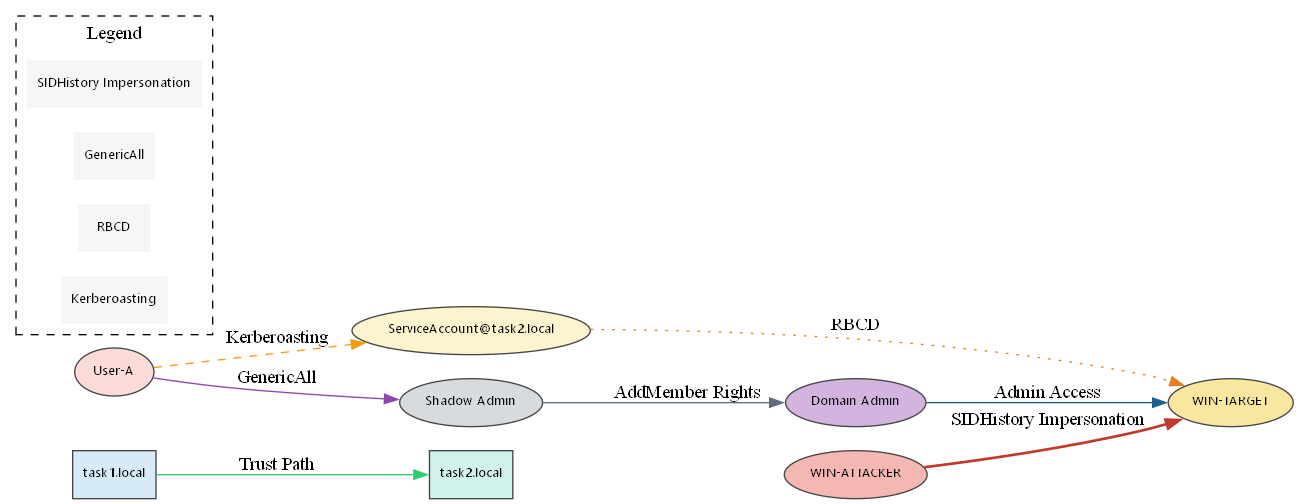 Legend
SIDHistory Impersonation
GenericAll
RBCD
Kerberoasting
User-A
Kerberoasting
GenericAll
ServiceAccount@task2.local
Shadow Admin
RBCD
AddMember Rights
Domain Admin
Admin Access
SIDHistory Impersonation
WIN-TARGET
WIN-ATTACKER
task1.local
Trust Path
task2.local